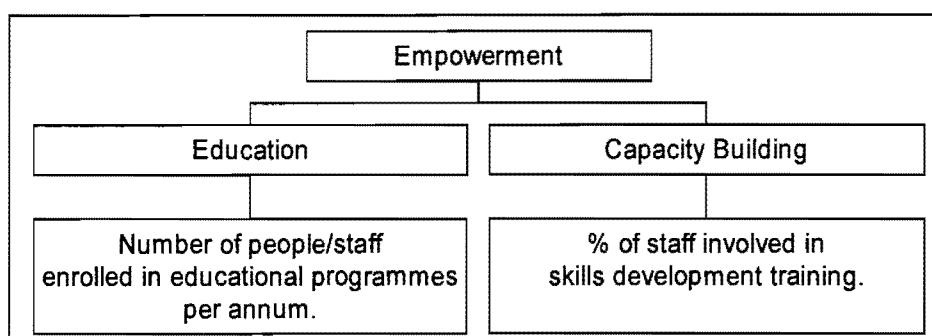 Empowerment
Education
Capacity Building
Number of people/staff
enrolled in educational programmes
per annum.
% of staff involved in
skills development training.